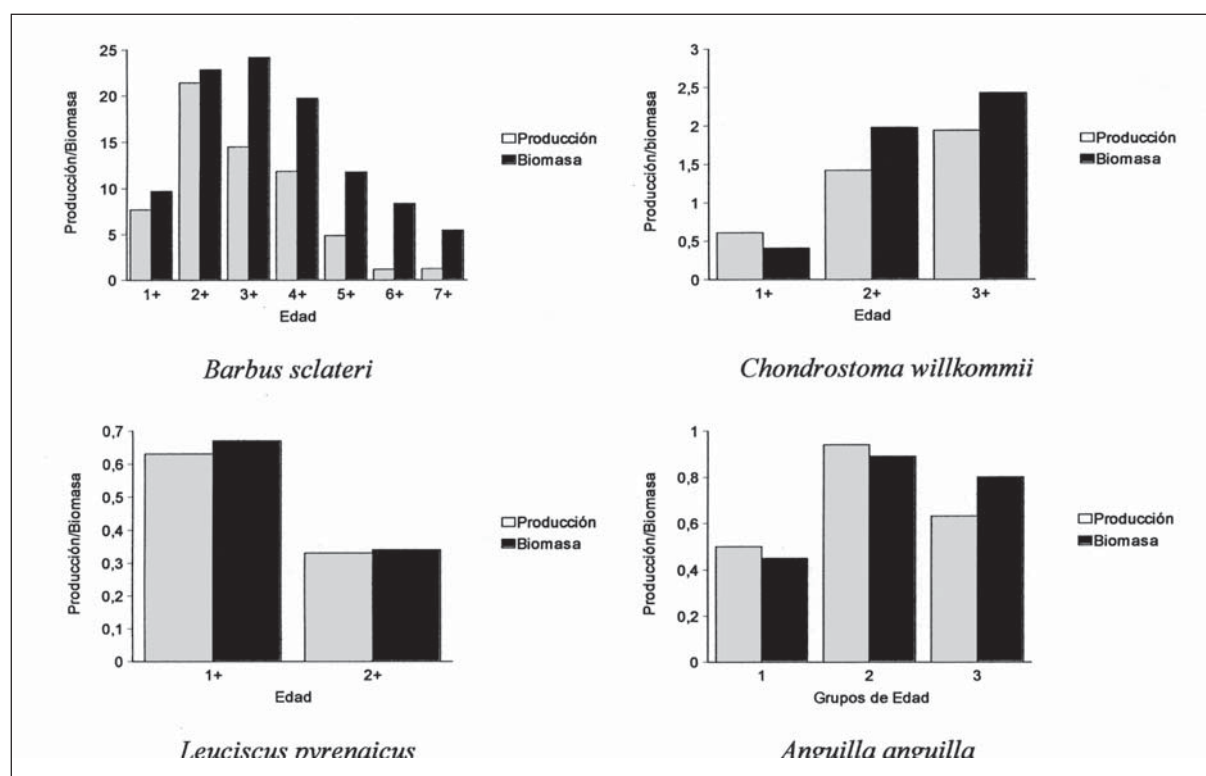 25
20
15
10
5
0
Producción/Biomasa
1+ 2+ 3+ 4+ 5+ 6+ 7+
Edad
Producción
Biomasa
Barbus sclateri
3
2,5
2
1,5
1
0,5
0
Producción/biomasa
1+ 2+ 3+
Edad
Producción
Biomasa
Chondrostoma willkommii
0,7
0,6
0,5
0,4
0,3
0,2
0,1
0
Producción/Biomasa
1+ 2+
Edad
Producción
Biomasa
Leuciscus pyrenaicus
1
0,8
0,6
0,4
0,2
0
Producción/Biomasa
1 2 3
Grupos de Edad
Producción
Biomasa
Anguilla anguilla